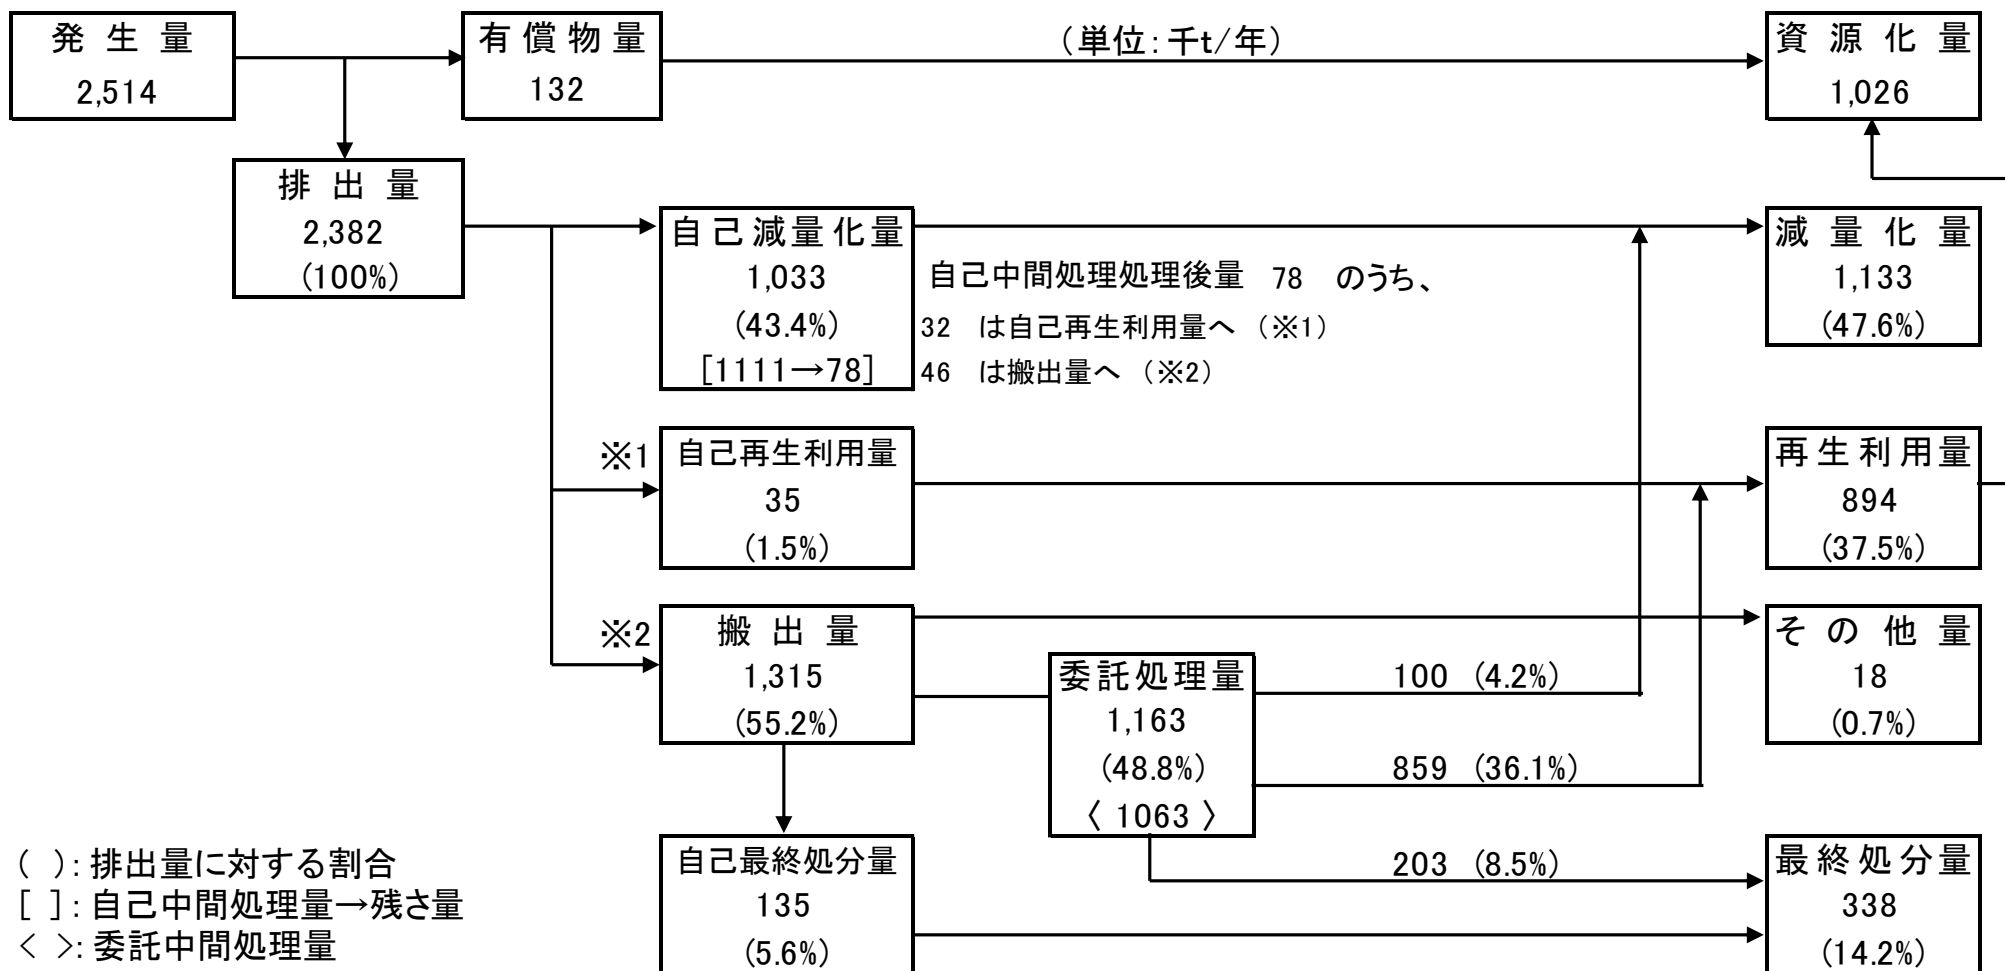 発生量
2,514
有償物量
132
(単位:千t/年)
資源化量
1,026
排出量
2,382
(100%)
自己減量化量
1,033
(43.4%)
[1111→78]
自己中間処理処理後量 78 のうち、
32 は自己再生利用量へ (※1)
46 は搬出量へ (※2)
減量化量
1,133
(47.6%)
※1
自己再生利用量
35
(1.5%)
再生利用量
894
(37.5%)
※2
搬出量
1,315
(55.2%)
委託処理量
1,163
(48.8%)
〈 1063 〉
100 (4.2%)
859 (36.1%)
203 (8.5%)
その他量
18
(0.7%)
自己最終処分量
135
(5.6%)
最終処分量
338
(14.2%)
( ):排出量に対する割合
[ ]:自己中間処理量→残さ量
< >:委託中間処理量